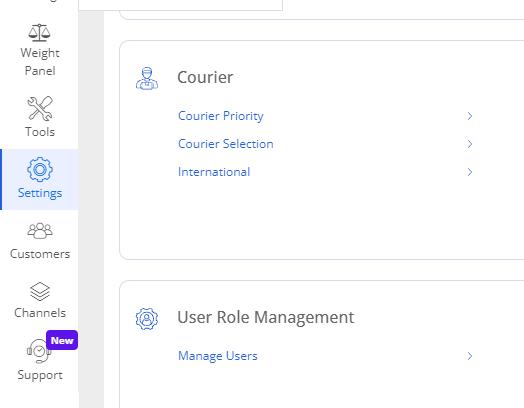 Weight
Panel
Tools
Settings
Customers
Channels
New
Support
Courier
Courier Priority
Courier Selection
International
User Role Management
Manage Users